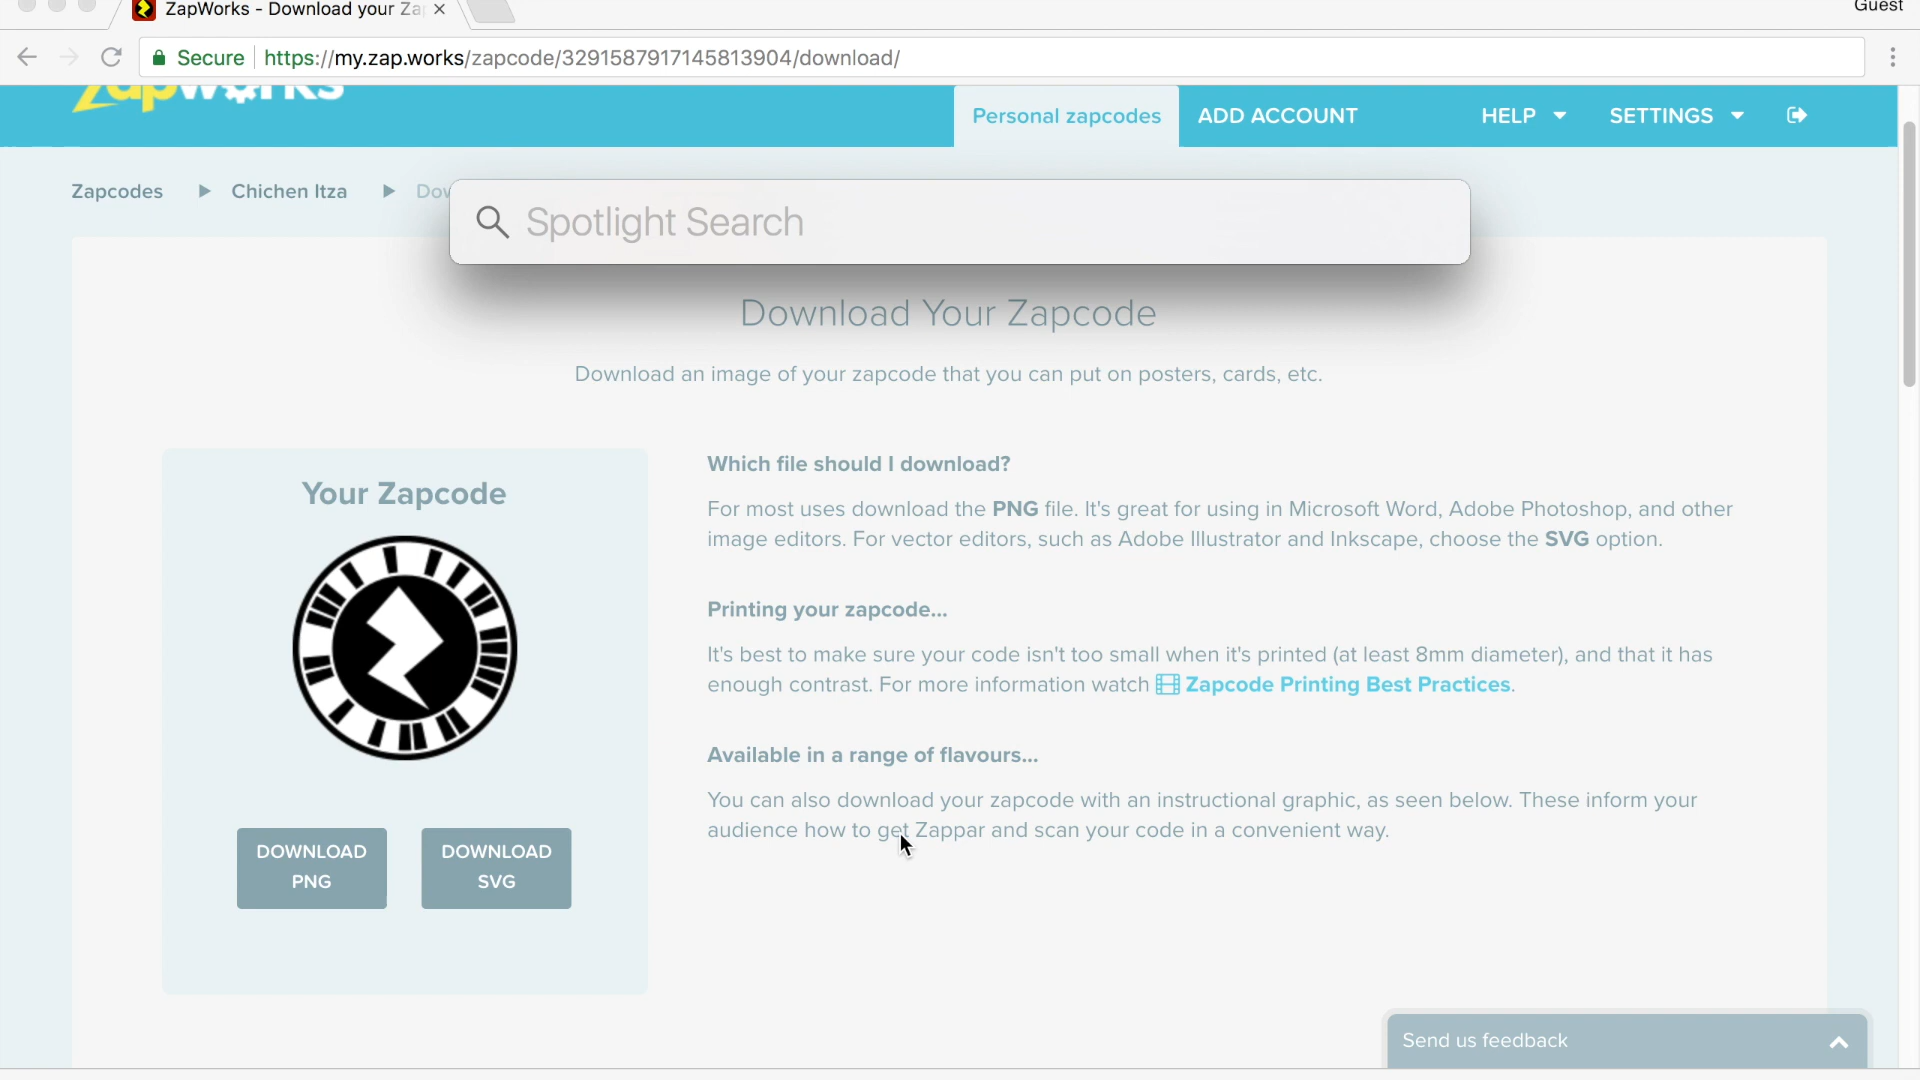 ZapWorks - Download your Za
Guest
Secure https://my.zap.works/zapcode/3291587917145813904/download/
ZapWorks
Personal zapcodes
ADD ACCOUNT
HELP
SETTINGS
Zapcodes
Chichen Itza
Dow
Spotlight Search
Download Your Zapcode
Download an image of your zapcode that you can put on posters, cards, etc.
Your Zapcode
DOWNLOAD
PNG
DOWNLOAD
SVG
Which file should I download?
For most uses download the PNG file. It's great for using in Microsoft Word, Adobe Photoshop, and other
image editors. For vector editors, such as Adobe Illustrator and Inkscape, choose the SVG option.
Printing your zapcode...
It's best to make sure your code isn't too small when it's printed (at least 8mm diameter), and that it has
enough contrast. For more information watch Zapcode Printing Best Practices.
Available in a range of flavours...
You can also download your zapcode with an instructional graphic, as seen below. These inform your
audience how to get Zappar and scan your code in a convenient way.
Send us feedback